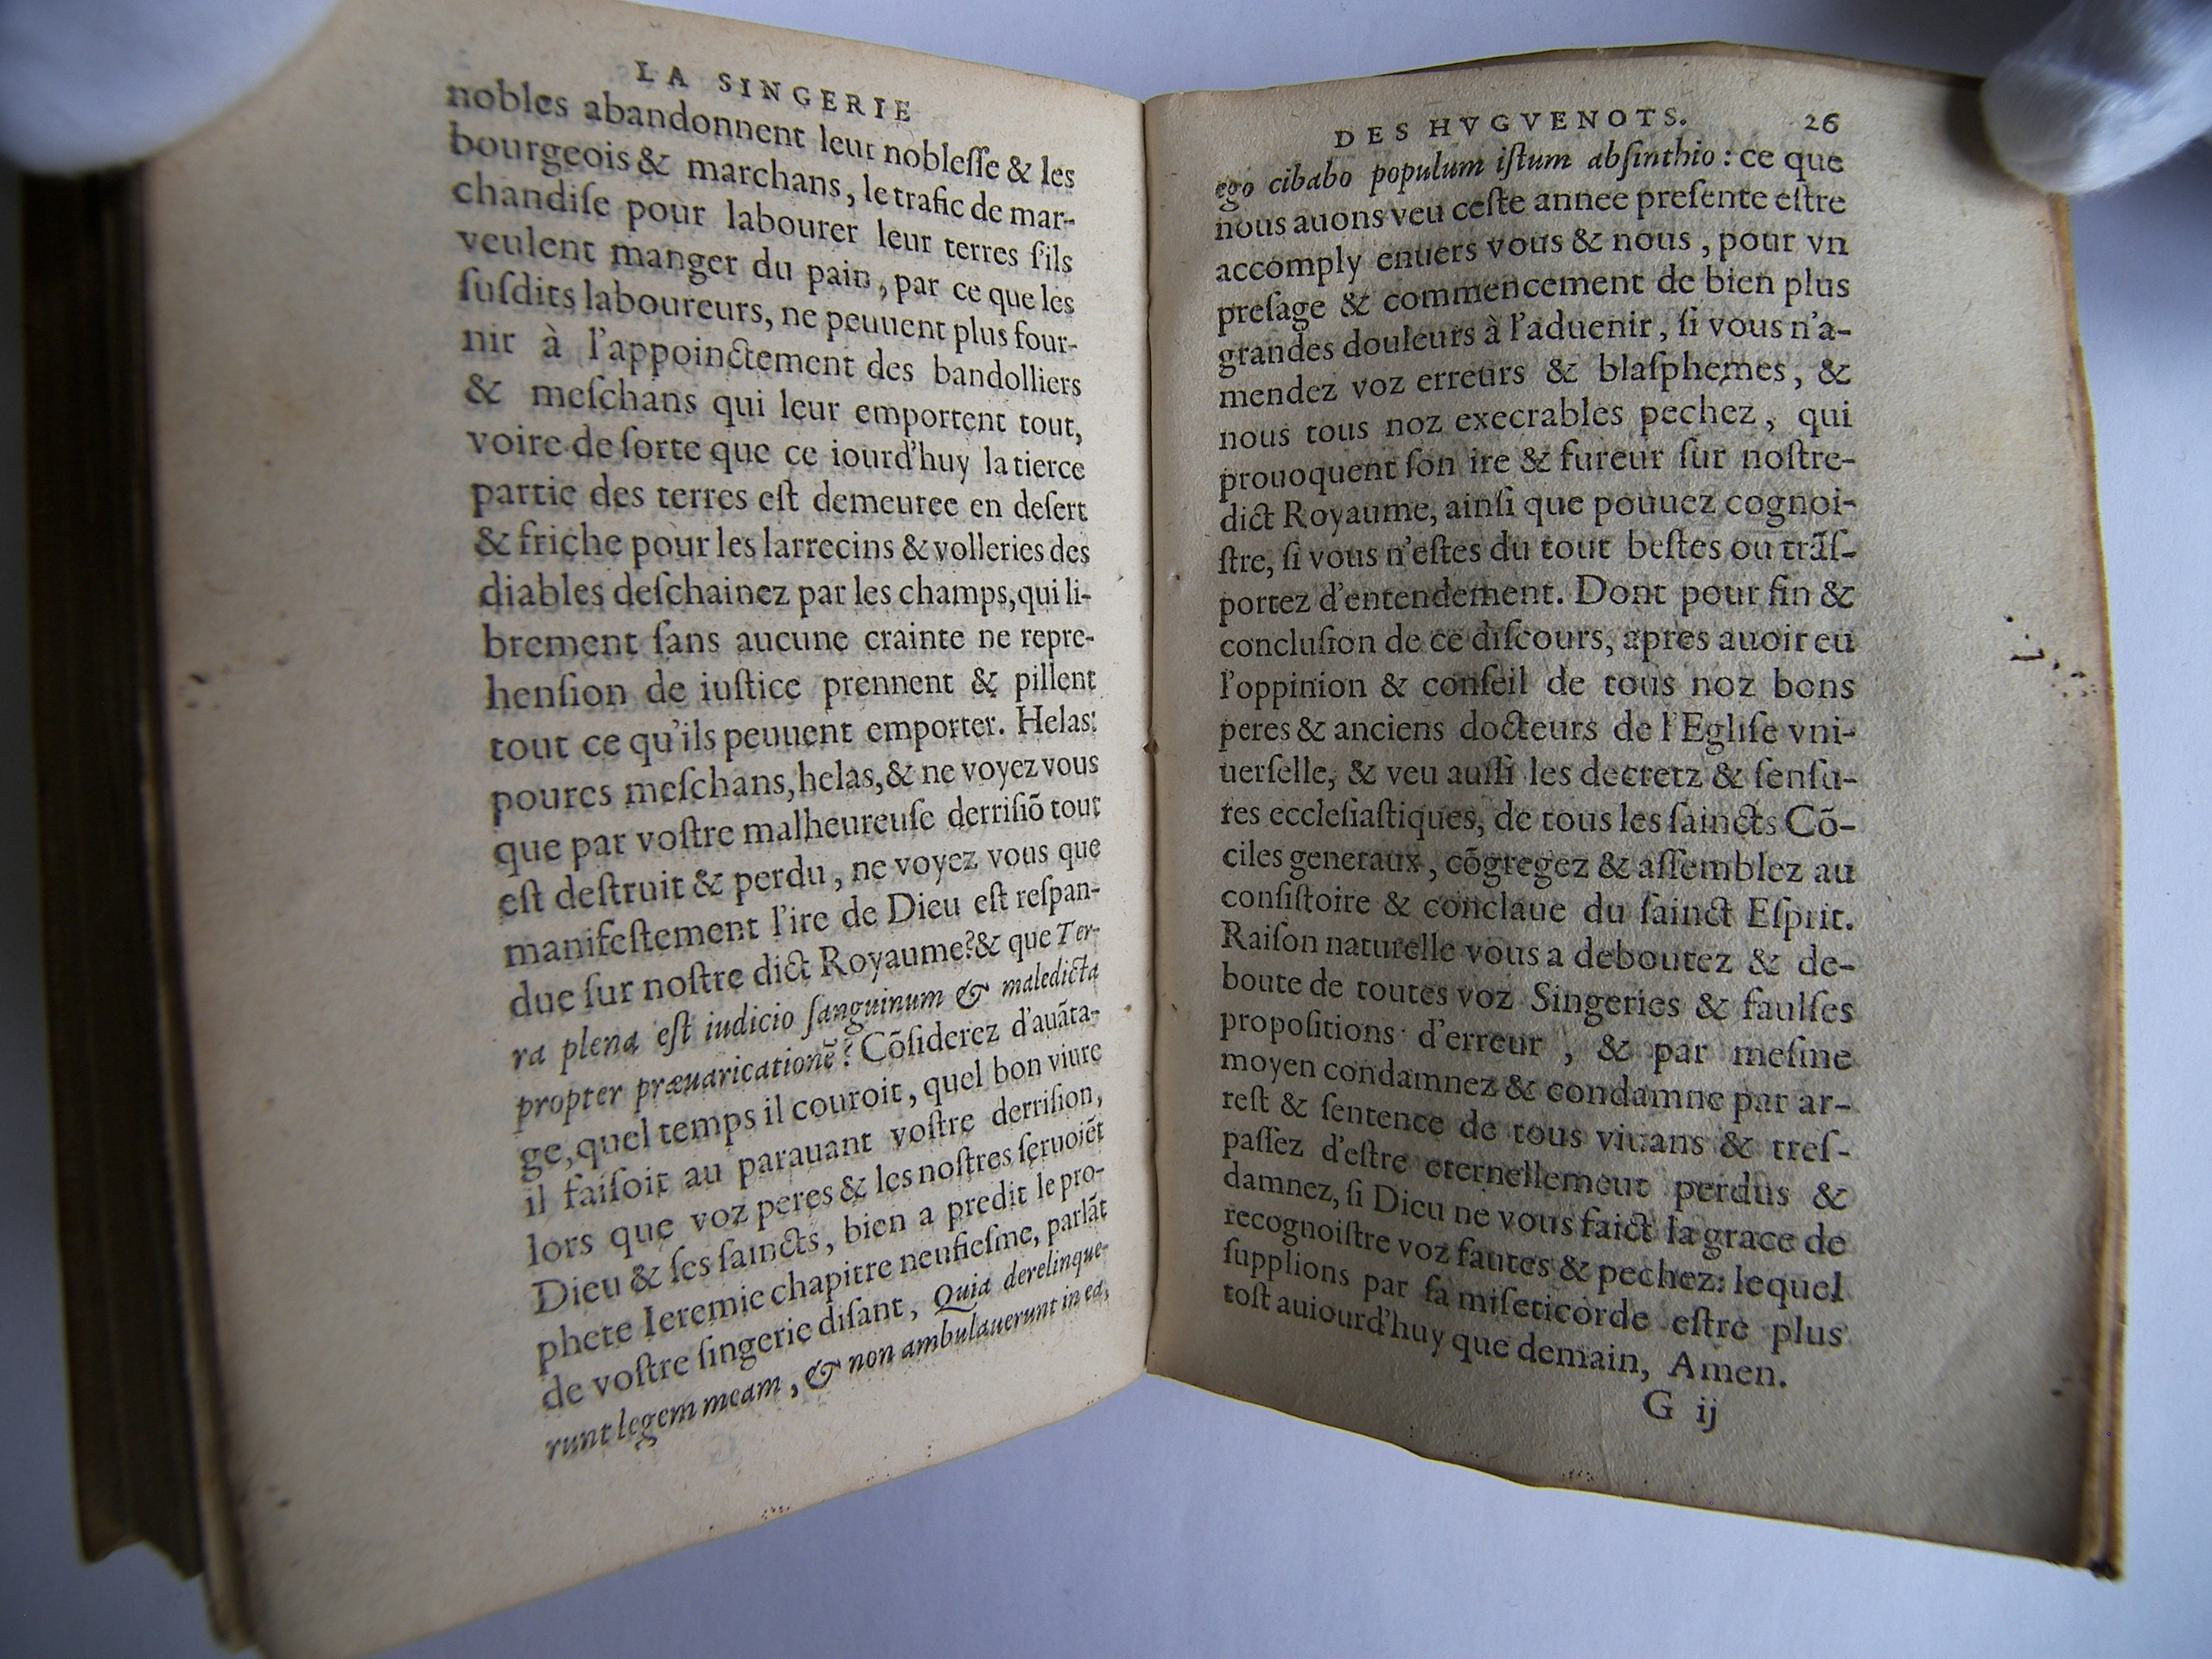 LA SINGERIE
nobles abandonnent leur nobleſſe & les
bourgeois & marchans, le trafic de mar-
chandiſe pour labourer leur terres ſ'ils
veulent manger du pain, par ce que les
ſuſdits laboureurs, ne peuuent plus four-
nir à l'appoinctement des bandolliers
& meſchans qui leur emportent tout,
voire de ſorte que ce iourd'huy la tierce
partie des terres eſt demeuree en deſert
& friche pour les larrecins & volleries des
diables deſchainez par les champs, qui li-
brement ſans aucune crainte ne repre-
henſion de iuſtice prennent & pillent
tout ce qu'ils peuuent emporter. Helas:
poures meſchans, helas, & ne voyez vous
que par voſtre malheureuſe derriſiõ tout
eſt deſtruit & perdu, ne voyez vous que
manifeſtement l'ire de Dieu eſt reſpan-
due ſur noſtre dict Royaume? & que Ter-
ra plena eſt iudicio ſanguinum & maledicta
propter præuaricationẽ? Cõſiderez d'auãta-
ge, quel temps il couroit, quel bon viure
il faiſoit au parauant voſtre derriſion,
lors que voz peres & les noſtres ſeruoiẽt
Dieu & ſes ſaincts, bien a predit le pro-
phete Ieremie chapitre neufieſme, parlãt
de voſtre ſingerie diſant, Quia derelinque-
runt legem meam, & non ambulauerunt in ea,
DES HVGVENOTS. 26
ego cibabo populum iſtum abſinthio : ce que
nous auons veu ceſte annee preſente eſtre
accomply enuers vous & nous, pour vn
preſage & commencement de bien plus
grandes douleurs à l'aduenir, ſi vous n'a-
mendez voz erreurs & blaſphemes, &
nous tous noz execrables pechez, qui
prouoquent ſon ire & fureur ſur noſtre-
dict Royaume, ainſi que pouuez cognoi-
ſtre, ſi vous n'eſtes du tout beſtes ou trãſ-
portez d'entendement. Dont pour fin &
concluſion de ce diſcours, apres auoir eu
l'oppinion & conſeil de tous noz bons
peres & anciens docteurs de l'Egliſe vni-
uerſelle, & veu auſſi les decretz & ſenſu-
res eccleſiaſtiques, de tous les ſaincts Cõ-
ciles generaux, cõgregez & aſſemblez au
conſiſtoire & conclaue du ſainct Eſprit.
Raiſon naturelle vous a deboutez & de-
boute de toutes voz Singeries & faulſes
propoſitions d'erreur, & par meſme
moyen condamnez & condamne par ar-
reſt & ſentence de tous viuans & treſ-
paſſez d'eſtre eternellemout perdus &
damnez, ſi Dieu ne vous faict la grace de
recognoiſtre voz fautes & pechez: lequel
ſupplions par ſa miſericorde eſtre plus
toſt auiourd'huy que demain, Amen.
G ij